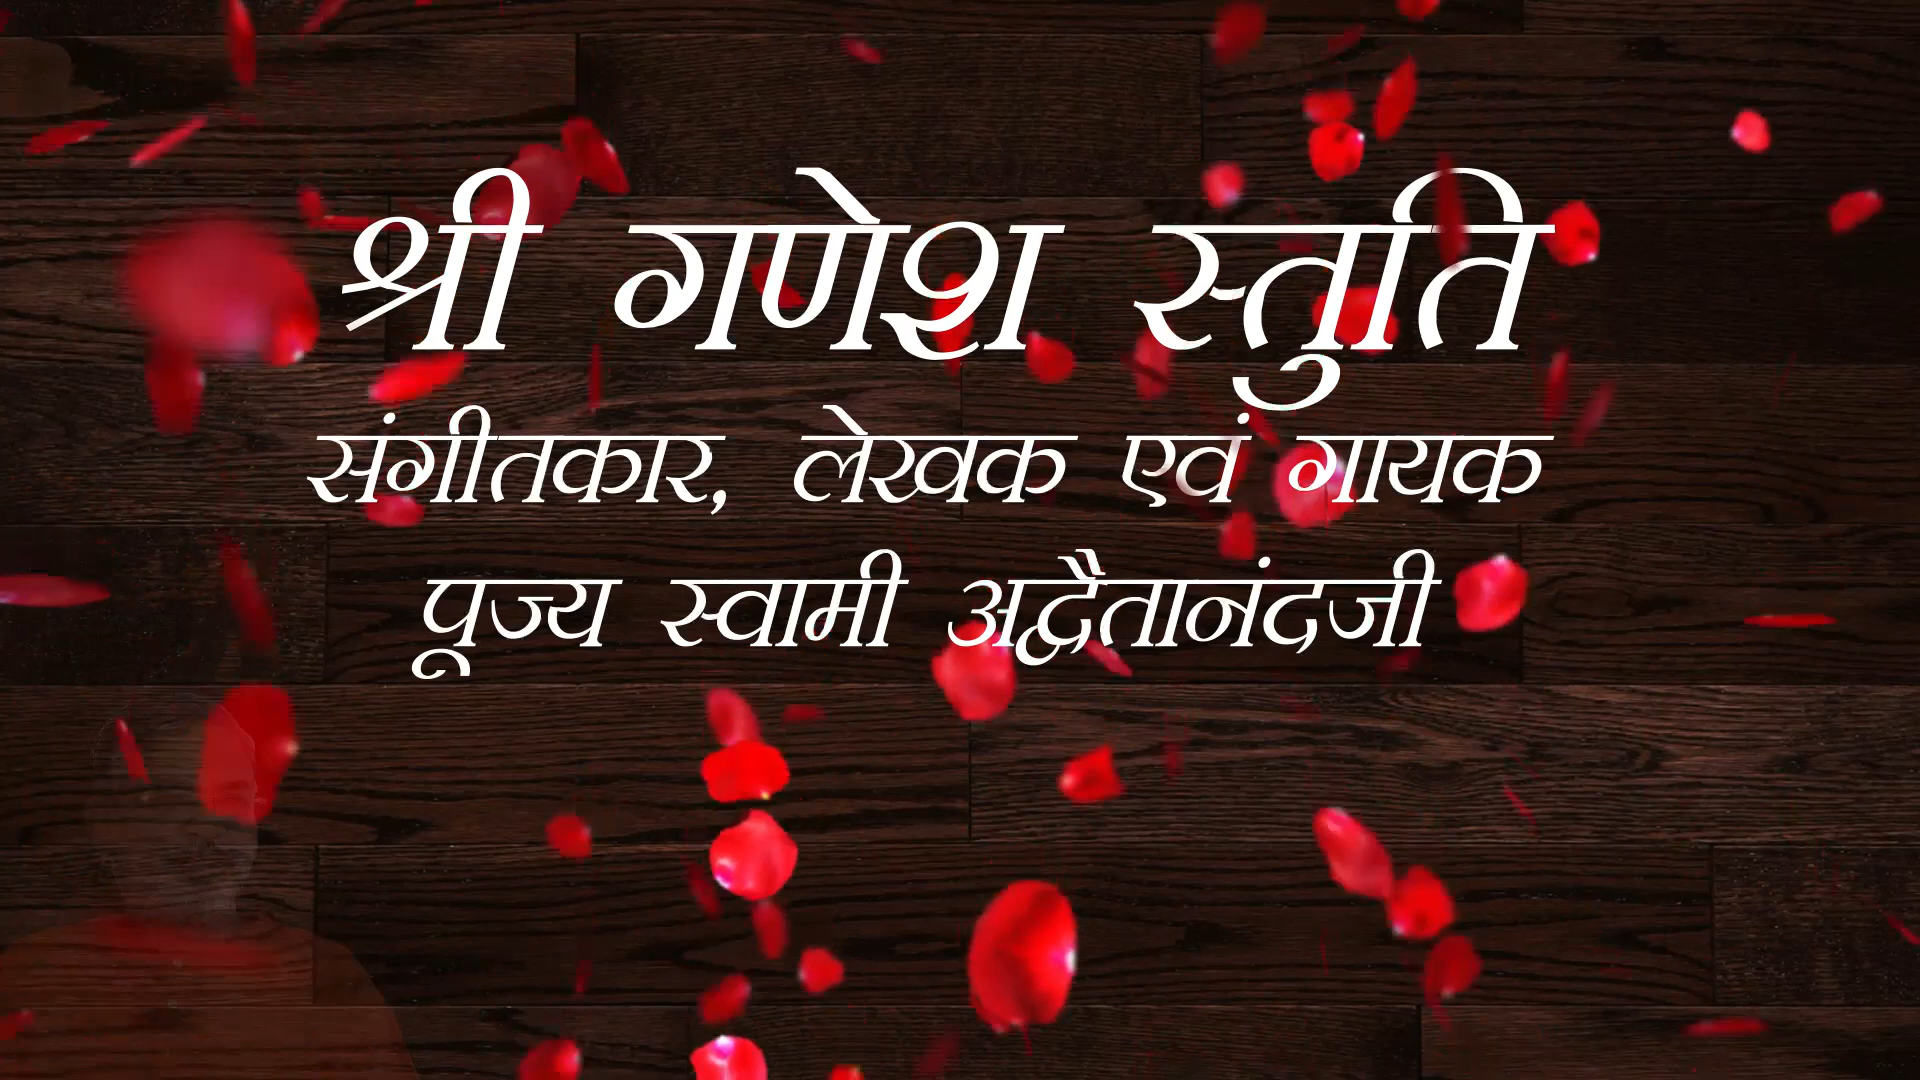 श्री गणेश स्तुति
संगीतकार, लेखक एवं गायक
पूज्य स्वामी अद्वैतानंदजी